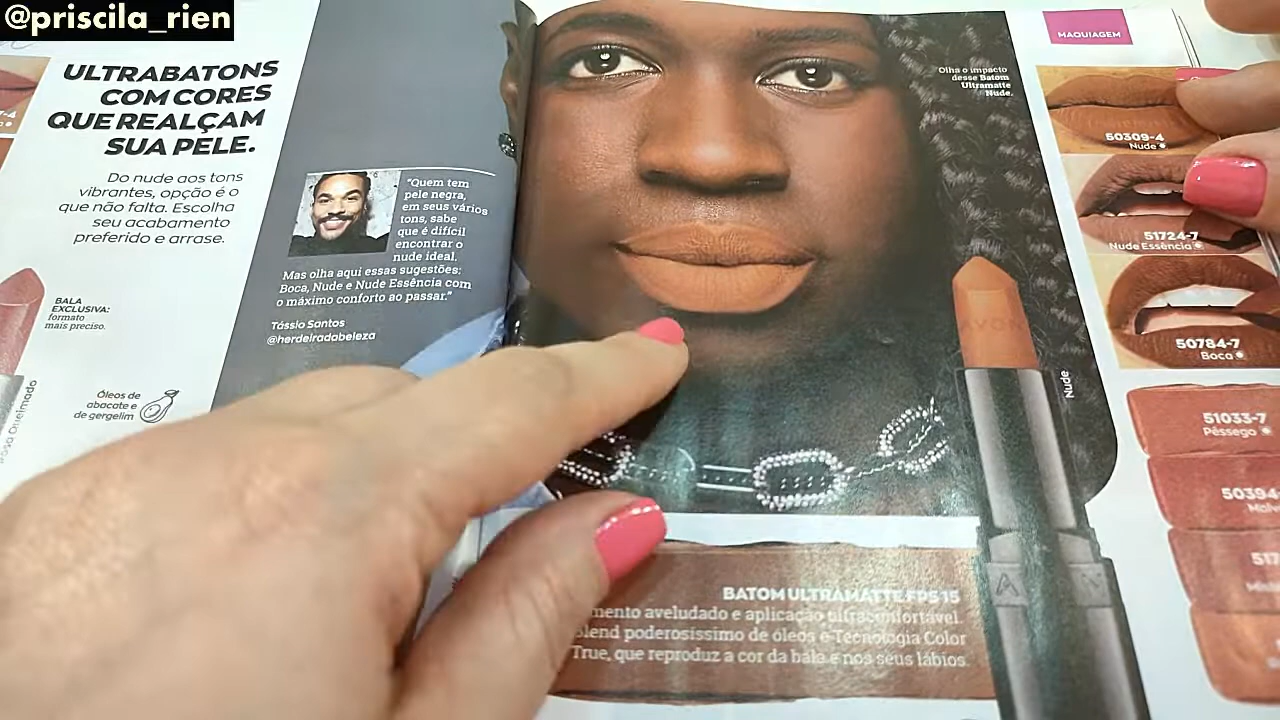 @priscila_rien
ULTRABATONS
COM CORES
QUE REALÇAM
SUA PELE.
Do nude aos tons
vibrantes, opção é o
que não falta. Escolha
seu acabamento
preferido e arrase.
BALA
EXCLUSIVA:
formato
mais preciso.
Óleos de
abacate e
de gergelim
Rosa Queimado
"Quem tem
pele negra,
em seus vários
tons, sabe
que é difícil
encontrar o
nude ideal.
Mas olha aqui essas sugestões:
Boca, Nude e Nude Essência com
o máximo conforto ao passar."
Tássio Santos
@herdeiradabeleza
Olha o impacto
desse Batom
Ultramatte
Nude.
AVON
Nude
BATOM ULTRAMATTE FPS 15
aveludado e aplicação ultraconfortável.
Blend poderosíssimo de óleos e Tecnologia Color
True, que reproduz a cor da bala e nos seus lábios.
MAQUIAGEM
50309-4
Nude
51724-7
Nude Essência
50784-7
Boca
51033-7
Pêssego
50394
517